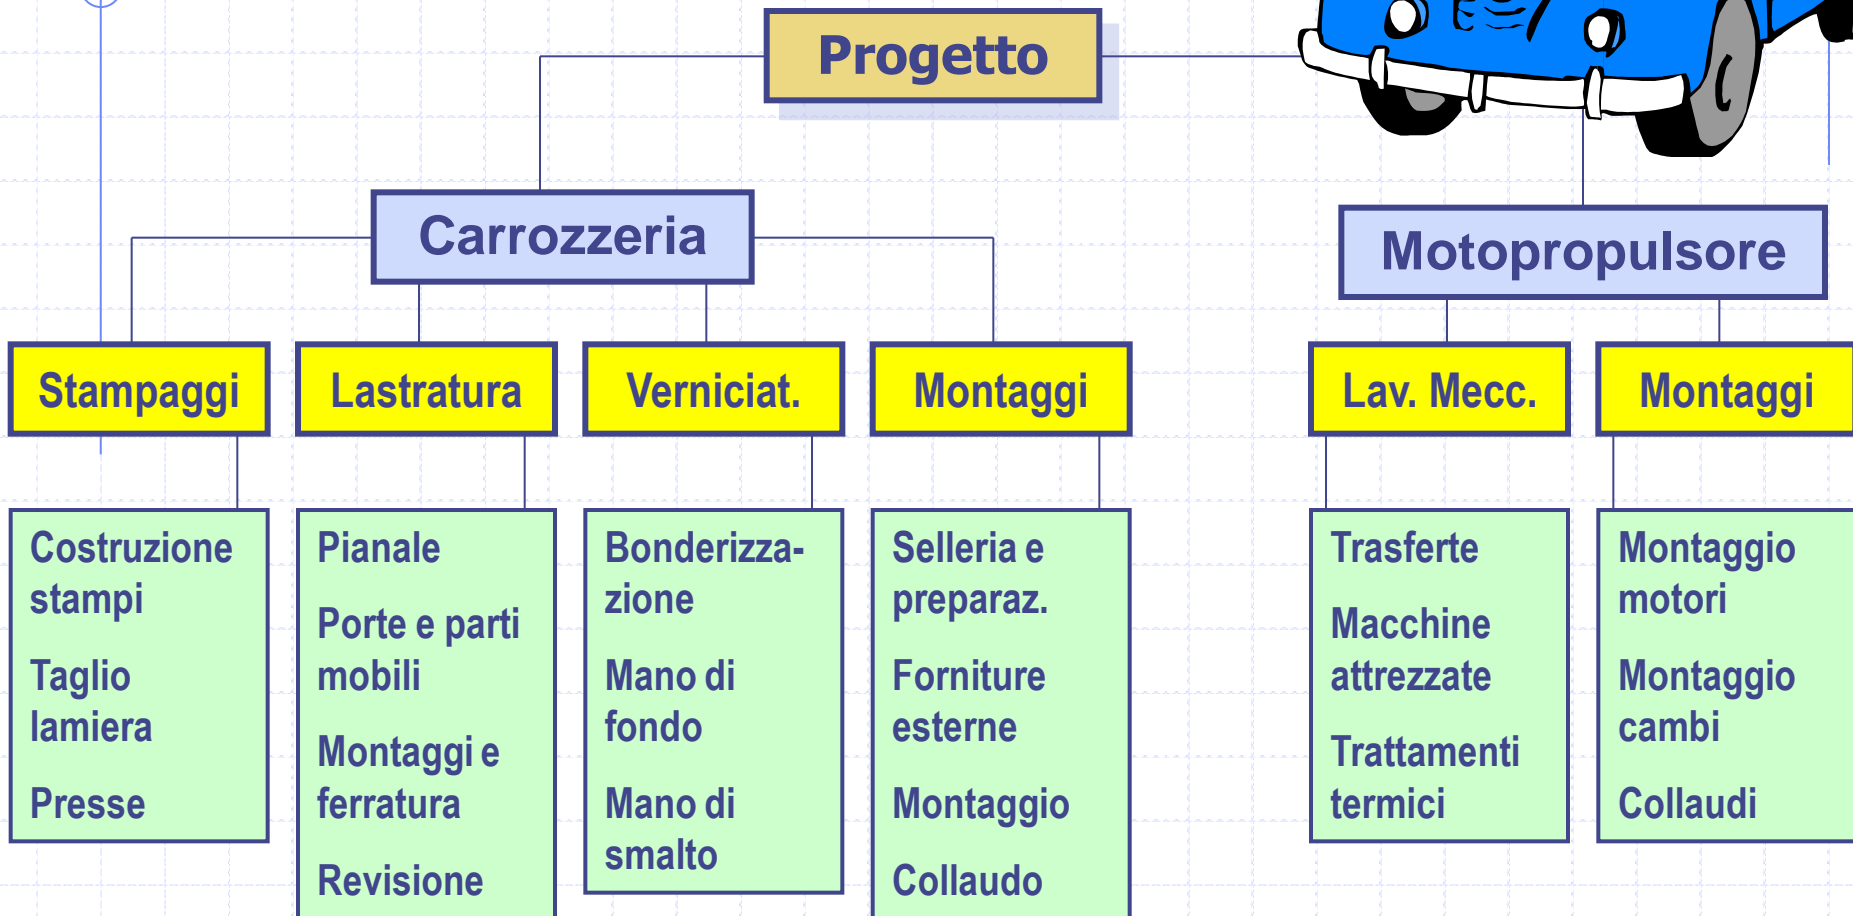 Progetto
Carrozzeria
Motopropulsore
Stampaggi
Lastratura
Verniciat.
Montaggi
Lav. Mecc.
Montaggi
Costruzione
stampi
Taglio
lamiera
Presse
Pianale
Porte e parti
mobili
Montaggi e
ferratura
Revisione
Bonderizza-
zione
Mano di
fondo
Mano di
smalto
Selleria e
preparaz.
Forniture
esterne
Montaggio
Collaudo
Trasferte
Macchine
attrezzate
Trattamenti
termici
Montaggio
motori
Montaggio
cambi
Collaudi